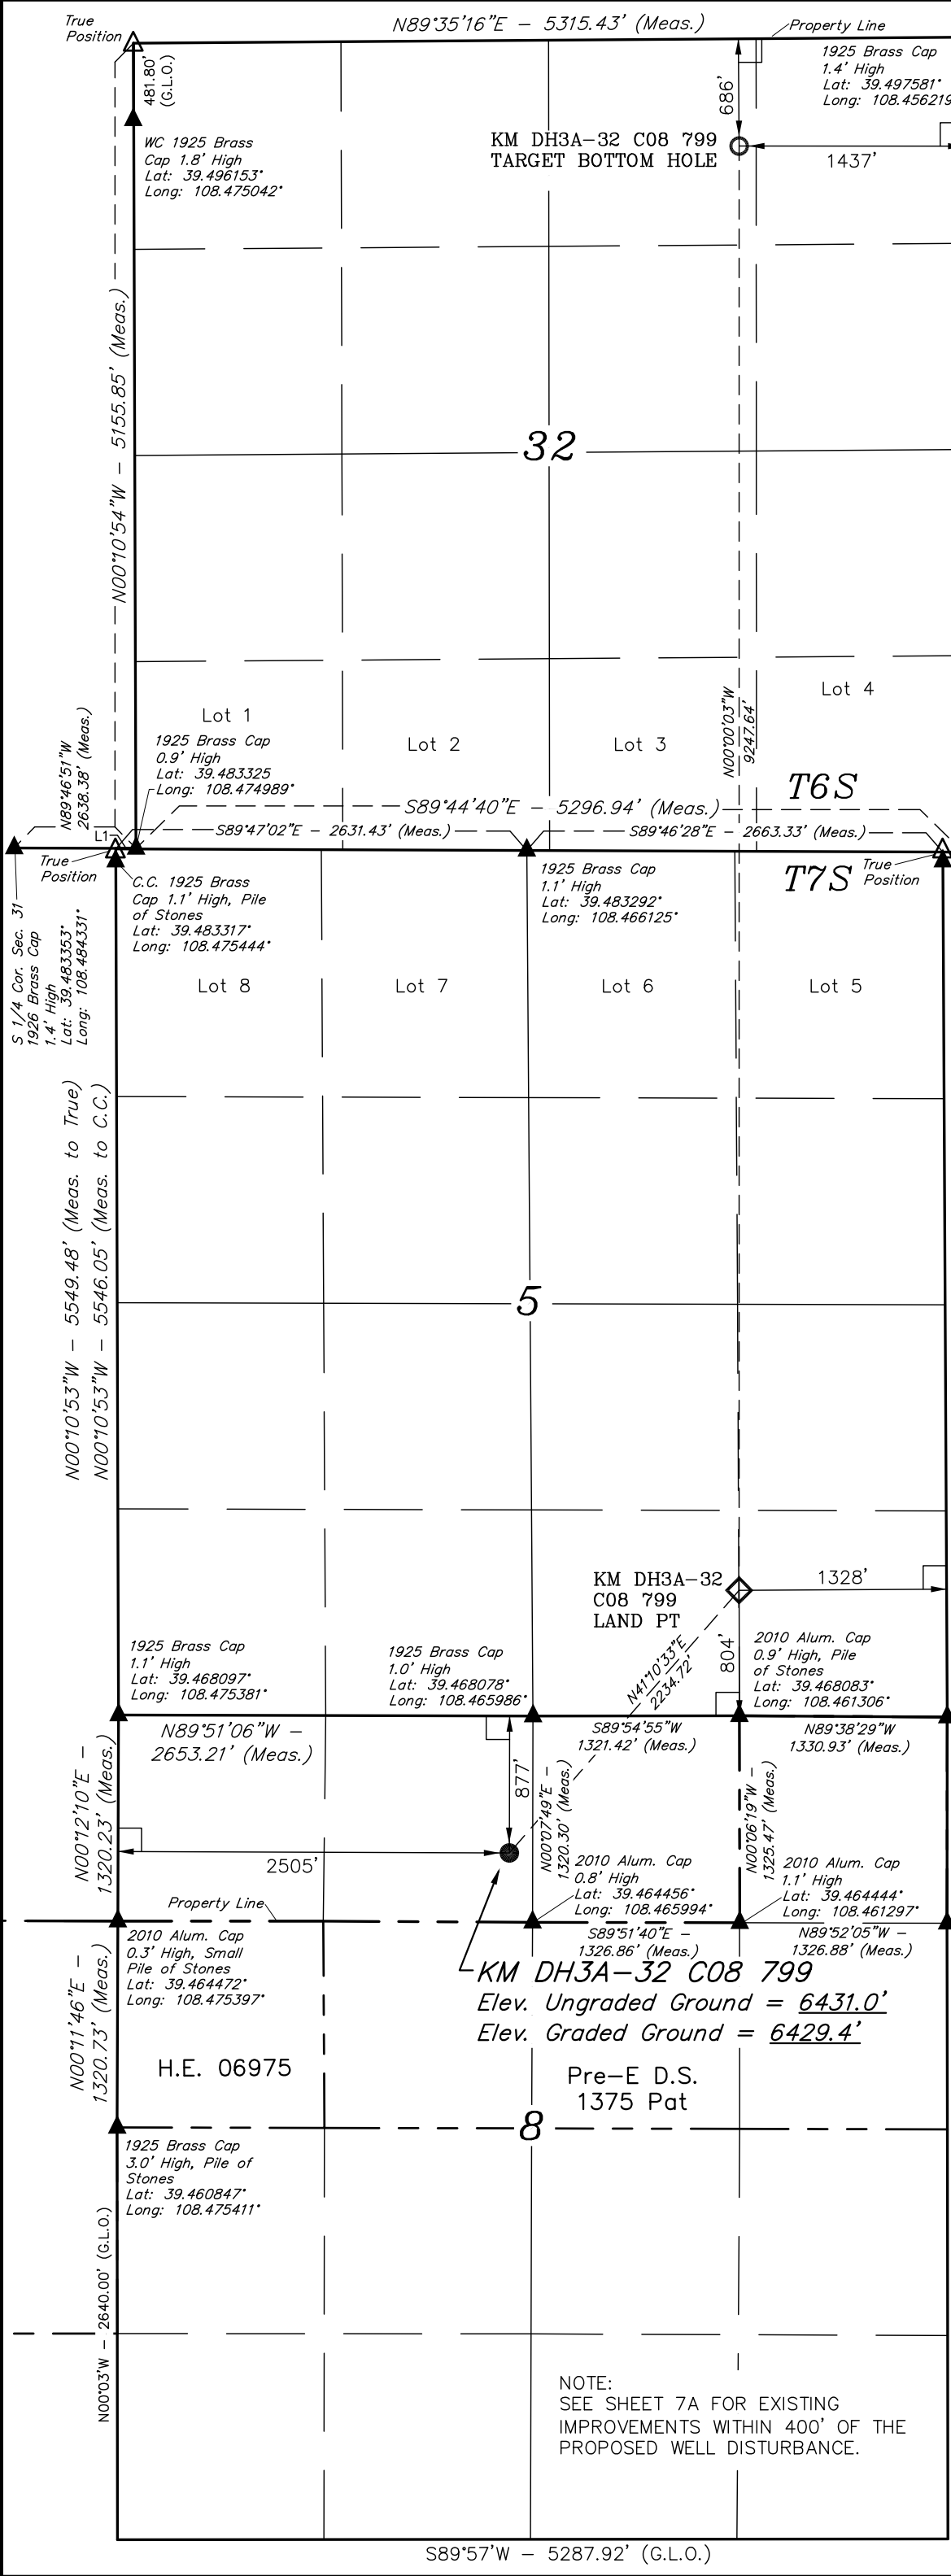 True
Position
N89°35'16"E - 5315.43' (Meas.)
Property Line
481.80'
(G.L.O.)
686'
1925 Brass Cap
1.4' High
Lat: 39.497581°
Long: 108.456219
WC 1925 Brass
Cap 1.8' High
Lat: 39.496153°
Long: 108.475042°
KM DH3A-32 C08 799
TARGET BOTTOM HOLE
1437'
N00°10'54"W - 5155.85' (Meas.)
32
Lot 1
Lot 2
Lot 3
Lot 4
N00°00'03"W
9247.64'
N89°46'51"W
2638.38' (Meas.)
1925 Brass Cap
0.9' High
Lat: 39.483325
Long: 108.474989°
T6S
S89°44'40"E - 5296.94' (Meas.)
L1
S89°47'02"E - 2631.43' (Meas.)
S89°46'28"E - 2663.33' (Meas.)
True
Position
C.C. 1925 Brass
Cap 1.1' High, Pile
of Stones
Lat: 39.483317°
Long: 108.475444°
1925 Brass Cap
1.1' High
Lat: 39.483292°
Long: 108.466125°
T7S
True
Position
S 1/4 Cor. Sec. 31
1926 Brass Cap
1.4' High
Lat: 39.483353°
Long: 108.484331°
Lot 8
Lot 7
Lot 6
Lot 5
N00°10'53"W - 5549.48' (Meas. to True)
N00°10'53"W - 5546.05' (Meas. to C.C.)
5
KM DH3A-32
C08 799
LAND PT
1328'
804'
N41°10'33"E
2234.72'
1925 Brass Cap
1.1' High
Lat: 39.468097°
Long: 108.475381°
1925 Brass Cap
1.0' High
Lat: 39.468078°
Long: 108.465986°
2010 Alum. Cap
0.9' High, Pile
of Stones
Lat: 39.468083°
Long: 108.461306°
N89°51'06"W -
2653.21' (Meas.)
S89°54'55"W
1321.42' (Meas.)
N89°38'29"W
1330.93' (Meas.)
N00°12'10"E -
1320.23' (Meas.)
877'
N00°07'49"E -
1320.30' (Meas.)
N00°06'19"W -
1325.47' (Meas.)
2505'
2010 Alum. Cap
0.8' High
Lat: 39.464456°
Long: 108.465994°
2010 Alum. Cap
1.1' High
Lat: 39.464444°
Long: 108.461297°
Property Line
2010 Alum. Cap
0.3' High, Small
Pile of Stones
Lat: 39.464472°
Long: 108.475397°
S89°51'40"E -
1326.86' (Meas.)
N89°52'05"W -
1326.88' (Meas.)
KM DH3A-32 C08 799
Elev. Ungraded Ground = 6431.0'
Elev. Graded Ground = 6429.4'
N00°11'46"E -
1320.73' (Meas.)
H.E. 06975
Pre-E D.S.
1375 Pat
8
1925 Brass Cap
3.0' High, Pile of
Stones
Lat: 39.460847°
Long: 108.475411°
N00°03'W - 2640.00' (G.L.O.)
NOTE:
SEE SHEET 7A FOR EXISTING
IMPROVEMENTS WITHIN 400' OF THE
PROPOSED WELL DISTURBANCE.
S89°57'W - 5287.92' (G.L.O.)